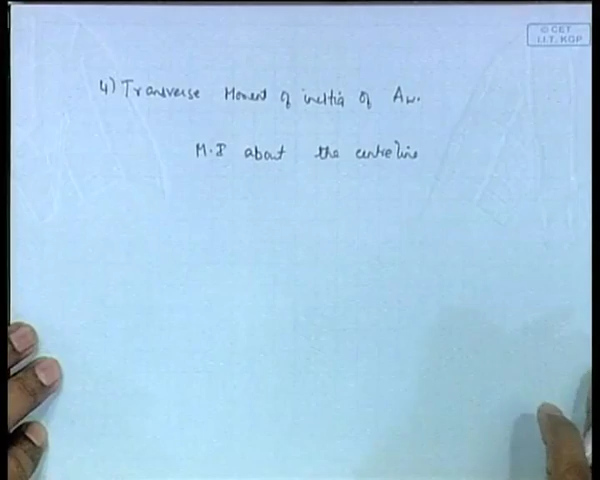 © CET
I.I.T. KGP
4) Transverse Moment of inertia of Aw.
M.I about the centreline